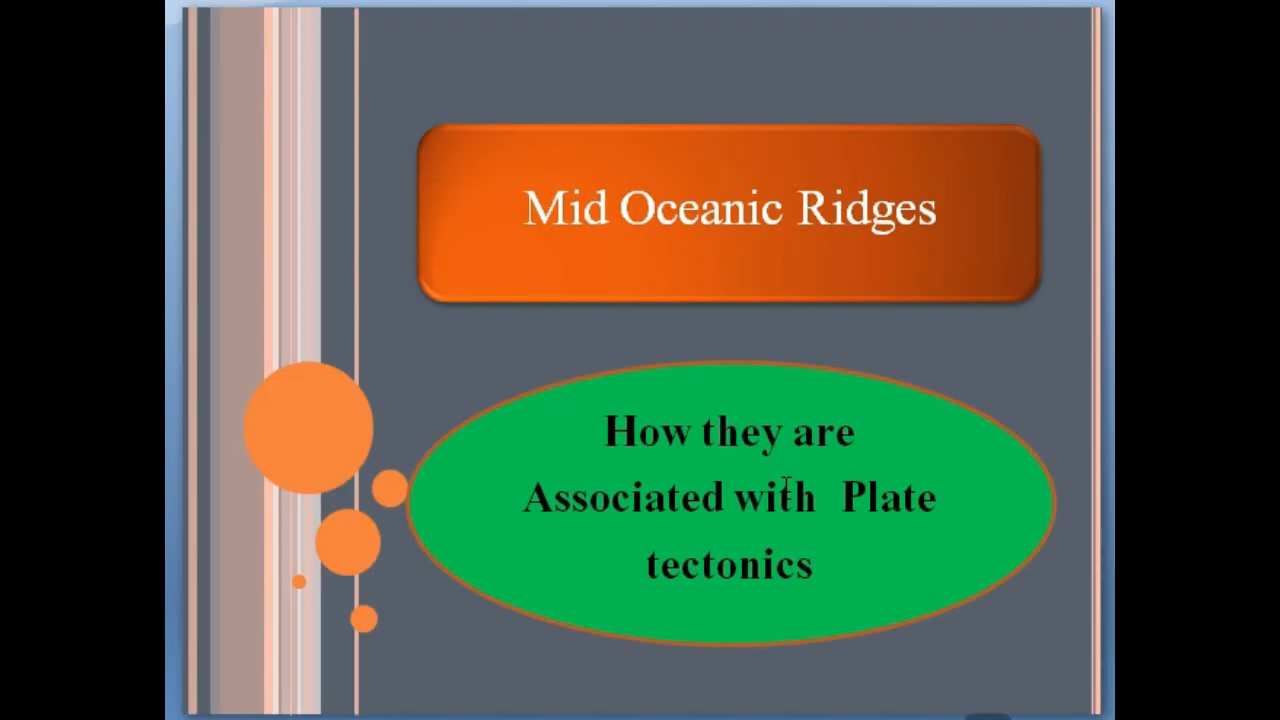 Mid Oceanic Ridges
How they are
Associated with Plate
tectonics